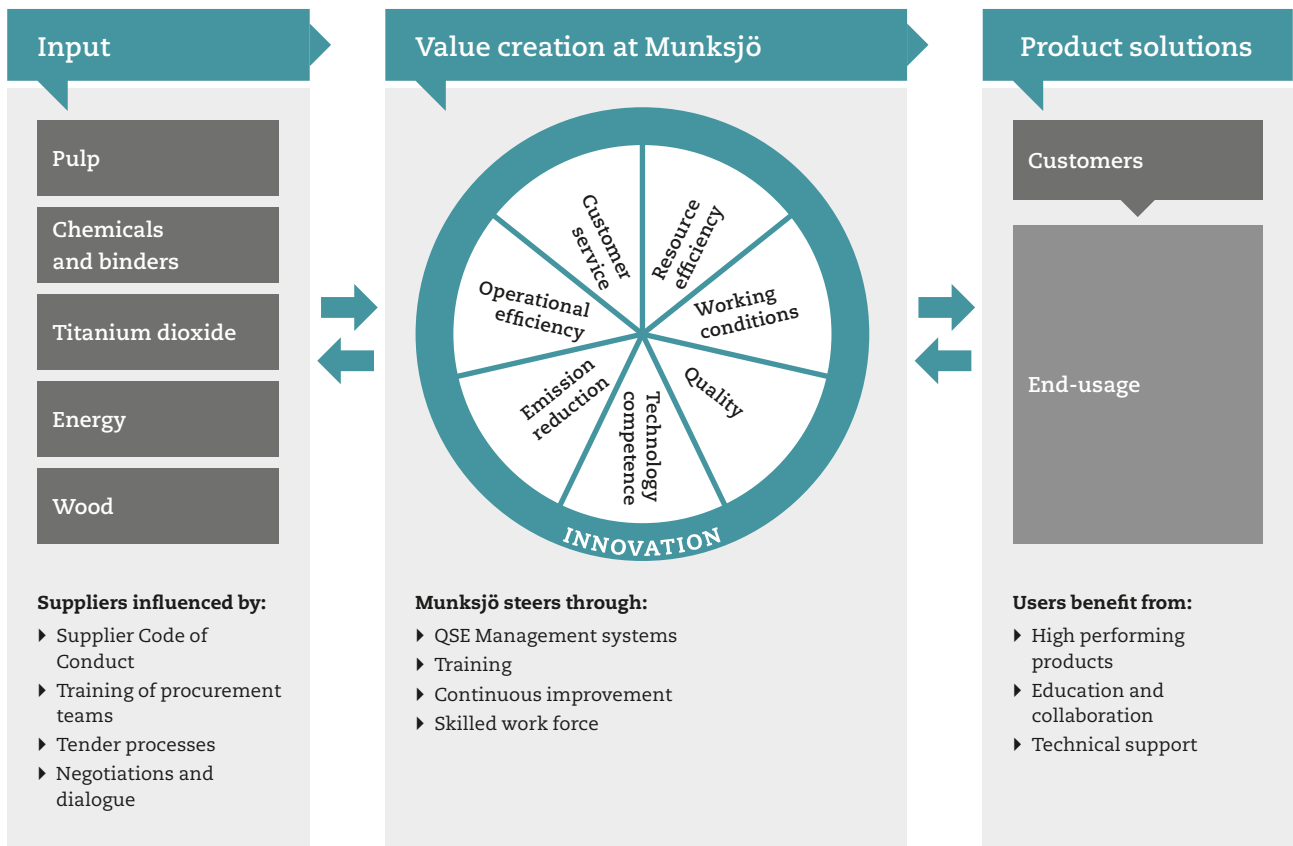 Input
Pulp
Chemicals
and binders
Titanium dioxide
Energy
Wood
Suppliers influenced by:
Supplier Code of
Conduct
Training of procurement
teams
Tender processes
Negotiations and
dialogue
Value creation at Munksjö
Customer
service
Resource
efficiency
Operational
efficiency
Working
conditions
Emission
reduction
Technology
competence
Quality
INNOVATION
Munksjö steers through:
QSE Management systems
Training
Continuous improvement
Skilled work force
Product solutions
Customers
End-usage
Users benefit from:
High performing
products
Education and
collaboration
Technical support